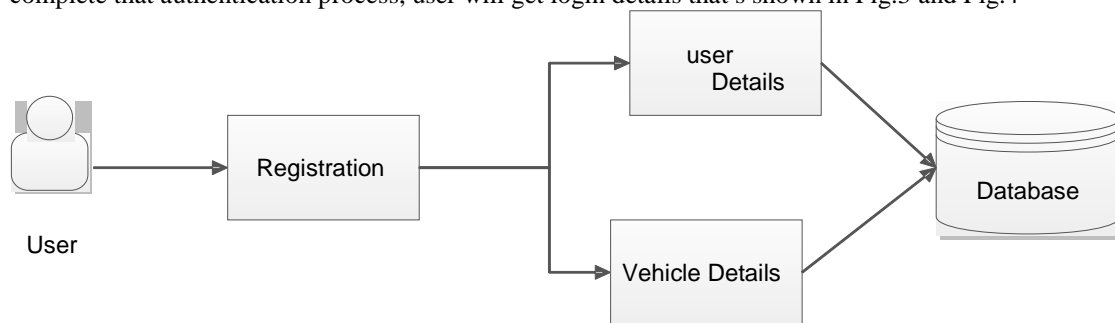 complete that authentication process, user will get login details that's shown in Fig.3 and Fig.4
user
Details
Registration
Database
User
Vehicle Details